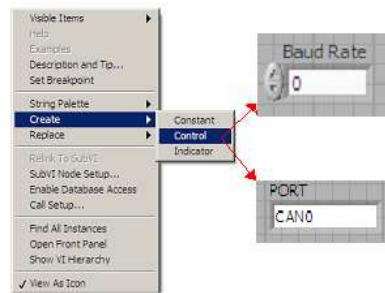 Visible Items
Help
Examples
Description and Tip...
Set Breakpoint
String Palette
Create
Replace
Relink To SubVI
SubVI Node Setup...
Enable Database Access
Call Setup...
Find All Instances
Open Front Panel
Show VI Hierarchy
View As Icon
Constant
Control
Indicator
Baud Rate
0
PORT
CAN0